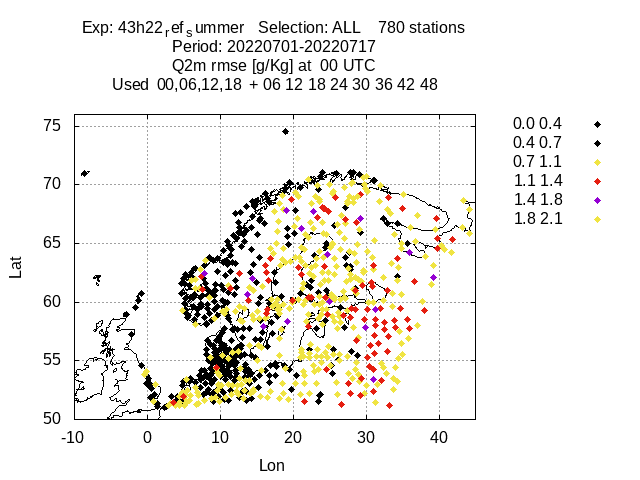 Exp: 43h22refsummer Selection: ALL 780 stations
Period: 20220701-20220717
Q2m rmse [g/Kg] at 00 UTC
Used 00,06,12,18 + 06 12 18 24 30 36 42 48
75
70
65
60
55
50
-10 0 10 20 30 40
Lat
Lon
0.0 0.4
0.4 0.7
0.7 1.1
1.1 1.4
1.4 1.8
1.8 2.1